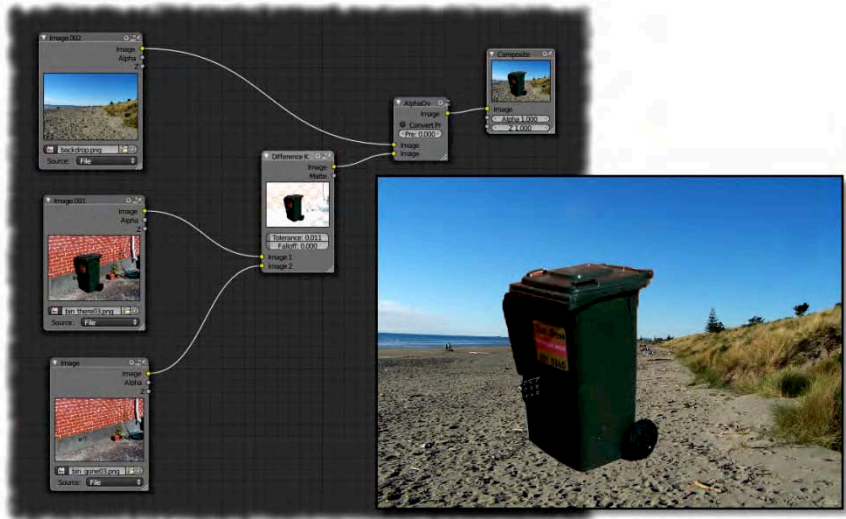 Image.002
Image
Alpha
Z
backdrop.png
Source: File
Image.001
Image
Alpha
Z
bin_there03.png
Source: File
Image
Image
Alpha
Z
bin_gone03.png
Source: File
Difference K
Image
Matte
Tolerance: 0.011
Falloff: 0.000
Image 1
Image 2
AlphaOv
Image
Convert Pr
Pre: 0.000
Image
Image
Composite
Image
Alpha 1.000
Z 1.000